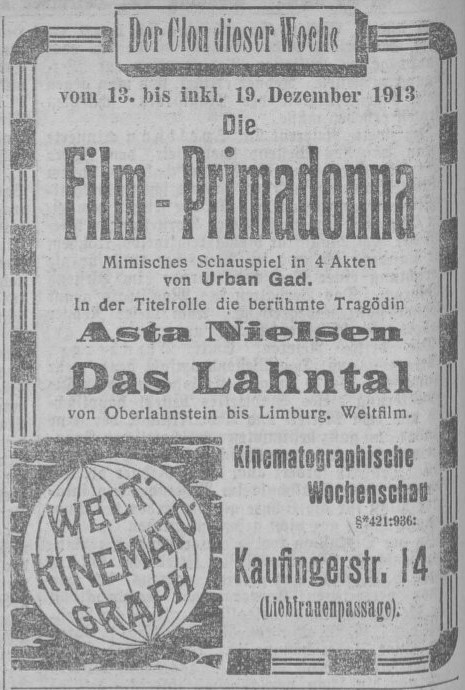 Der Clou dieser Woche
vom 13. bis inkl. 19. Dezember 1913
Die
Film-Primadonna
Mimisches Schauspiel in 4 Akten
von Urban Gad.
In der Titelrolle die berühmte Tragödin
Asta Nielsen
Das Lahntal
von Oberlahnstein bis Limburg. Weltfilm.
Kinematographische
Wochenschau
§*421:936:
WELT-
KINEMATO-
GRAPH
Kaufingerstr. 14
(Liebfrauenpassage).